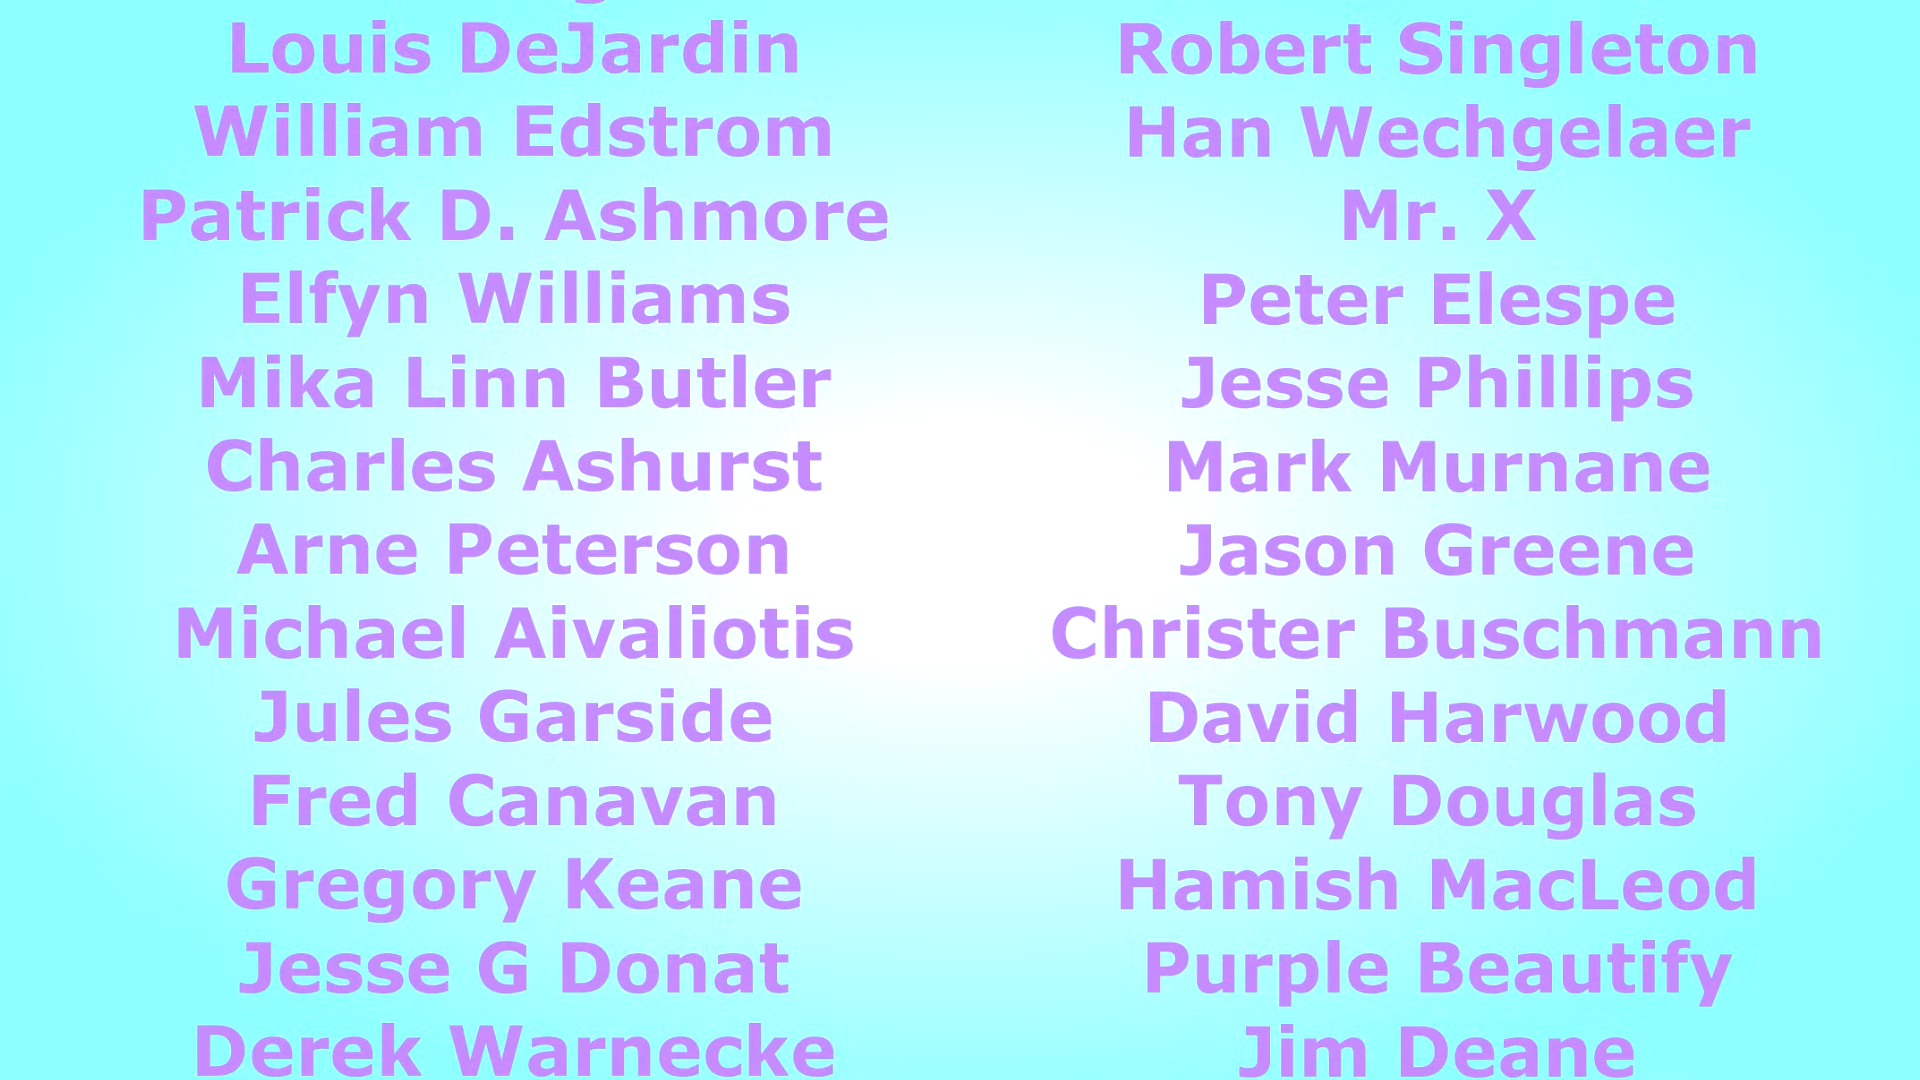 Louis DeJardin
William Edstrom
Patrick D. Ashmore
Elfyn Williams
Mika Linn Butler
Charles Ashurst
Arne Peterson
Michael Aivaliotis
Jules Garside
Fred Canavan
Gregory Keane
Jesse G Donat
Derek Warnecke
Robert Singleton
Han Wechgelaer
Mr. X
Peter Elespe
Jesse Phillips
Mark Murnane
Jason Greene
Christer Buschmann
David Harwood
Tony Douglas
Hamish MacLeod
Purple Beautify
Jim Deane